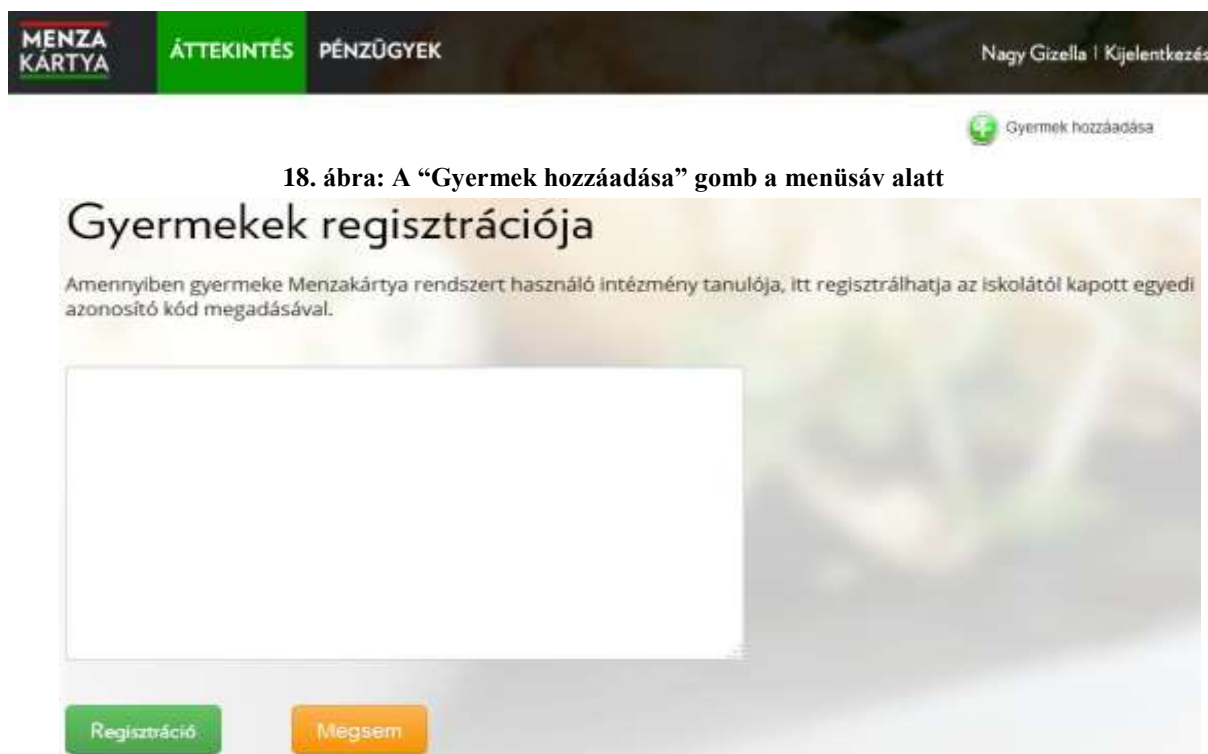 MENZA
KÁRTYA
ÁTTEKINTÉS PÉNZÜGYEK
Nagy Gizella | Kijelentkezés
Gyermek hozzáadása
18. ábra: A “Gyermek hozzáadása” gomb a menüsáv alatt
Gyermekek regisztrációja
Amennyiben gyermeke Menzakártya rendszert használó intézmény tanulója, itt regisztrálhatja az iskolától kapott egyedi
azonosító kód megadásával.
Regisztráció Mégsem